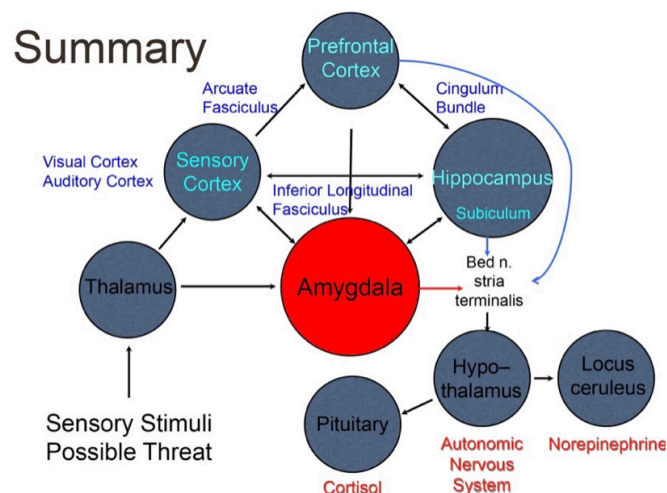 Summary
Prefrontal
Cortex
Arcuate
Fasciculus
Cingulum
Bundle
Visual Cortex
Auditory Cortex
Sensory
Cortex
Inferior Longitudinal
Fasciculus
Hippocampus
Subiculum
Thalamus
Amygdala
Bed n.
stria
terminalis
Sensory Stimuli
Possible Threat
Pituitary
Cortisol
Hypo–
thalamus
Autonomic
Nervous
System
Locus
ceruleus
Norepinephrine